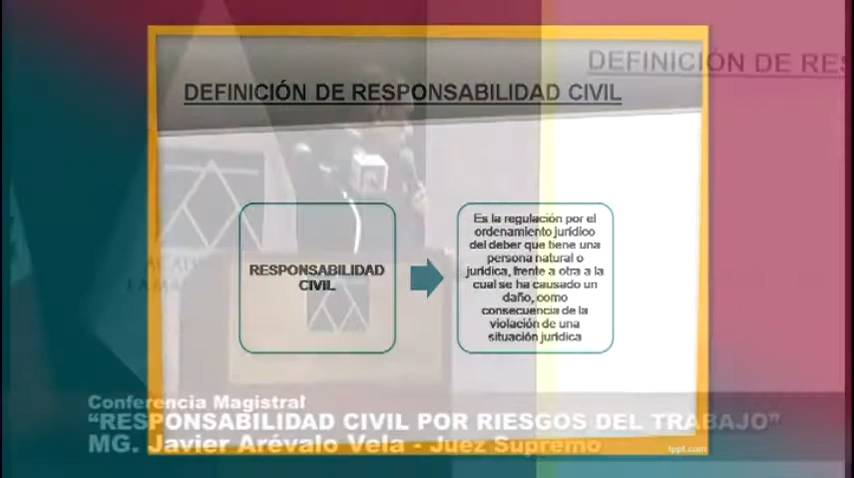 DEFINICIÓN DE RES
DEFINICIÓN DE RESPONSABILIDAD CIVIL
RESPONSABILIDAD
CIVIL
Es la regulación por el
ordenamiento jurídico
del deber que tiene una
persona natural o
jurídica, frente a otra a la
cual se ha causado un
daño, como
consecuencia de la
violación de una
situación jurídica
Conferencia Magistral
“RESPONSABILIDAD CIVIL POR RIESGOS DEL TRABAJO”
MG. Javier Arévalo Vela - Juez Supremo
fppt.com